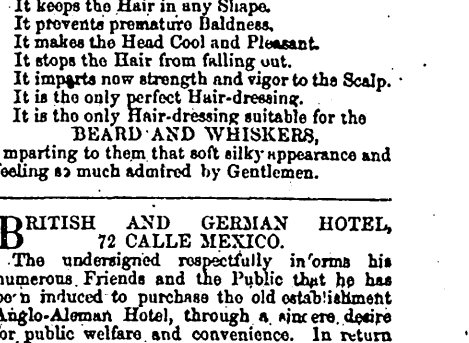 It keeps the Hair in any Shape.
It prevents premature Baldness.
It makes the Head Cool and Pleasant.
It stops the Hair from falling out.
It imparts now strength and vigor to the Scalp.
It is the only perfect Hair-dressing.
It is the only Hair-dressing suitable for the
BEARD AND WHISKERS,
mparting to them that soft silky appearance and
feeling so much admired by Gentlemen.
BRITISH AND GERMAN HOTEL,
72 CALLE MEXICO.
The undersigned respectfully informs his
numerous Friends and the Public that he has
been induced to purchase the old establishment
Anglo-Aleman Hotel, through a sincere desire
for public welfare and convenience. In return